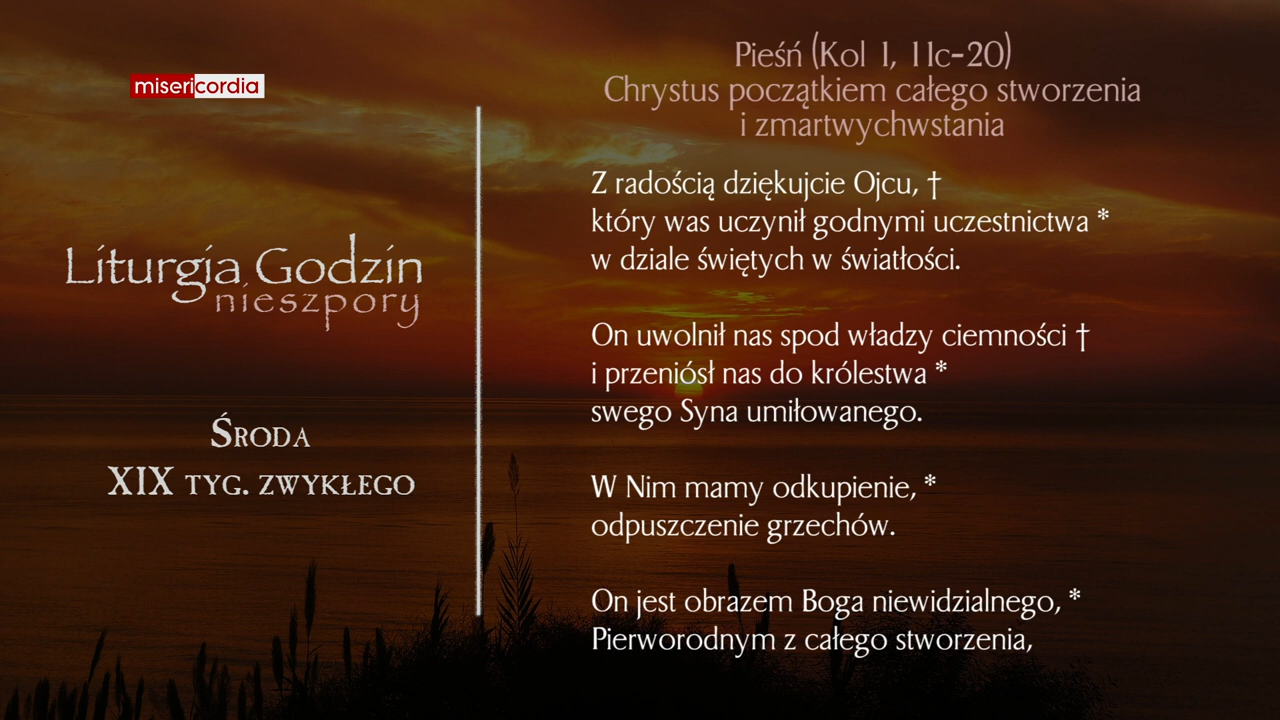 misericordia
Liturgia Godzin
nieszpory
Środa
XIX tyg. zwykłego
Pieśń (Kol 1, 11c-20)
Chrystus początkiem całego stworzenia
i zmartwychwstania
Z radością dziękujcie Ojcu, †
który was uczynił godnymi uczestnictwa *
w dziale świętych w światłości.
On uwolnił nas spod władzy ciemności †
i przeniósł nas do królestwa *
swego Syna umiłowanego.
W Nim mamy odkupienie, *
odpuszczenie grzechów.
On jest obrazem Boga niewidzialnego, *
Pierworodnym z całego stworzenia,